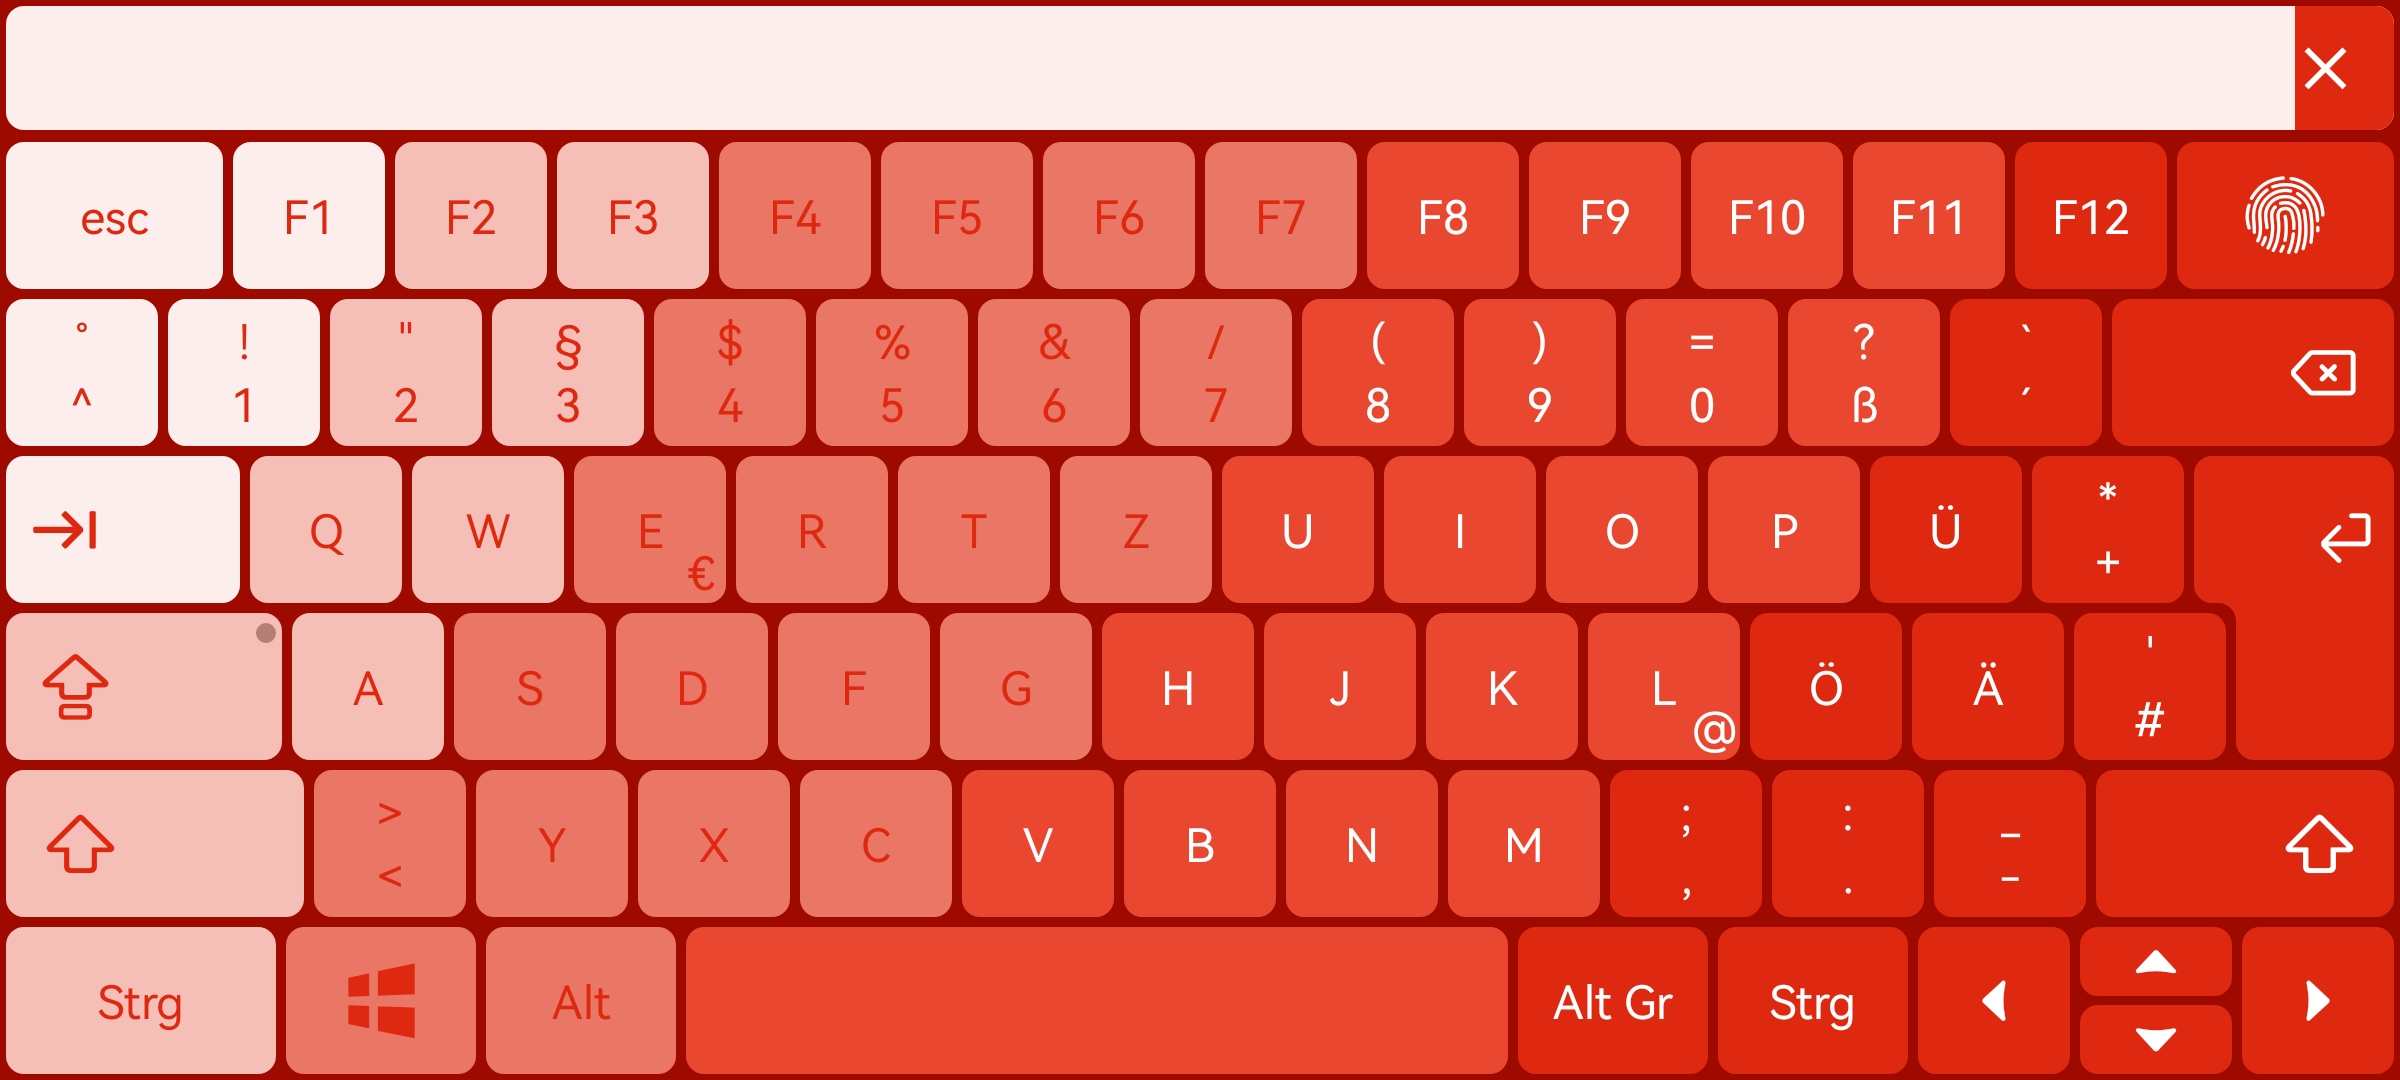 esc F1 F2 F3 F4 F5 F6 F7 F8 F9 F10 F11 F12
° ! " § $ % & / ( ) = ? `
^ 1 2 3 4 5 6 7 8 9 0 ß ´
Q W E € R T Z U I O P Ü * +
A S D F G H J K L @ Ö Ä ' #
> < Y X C V B N M ; , : . _ -
Strg Alt Alt Gr Strg